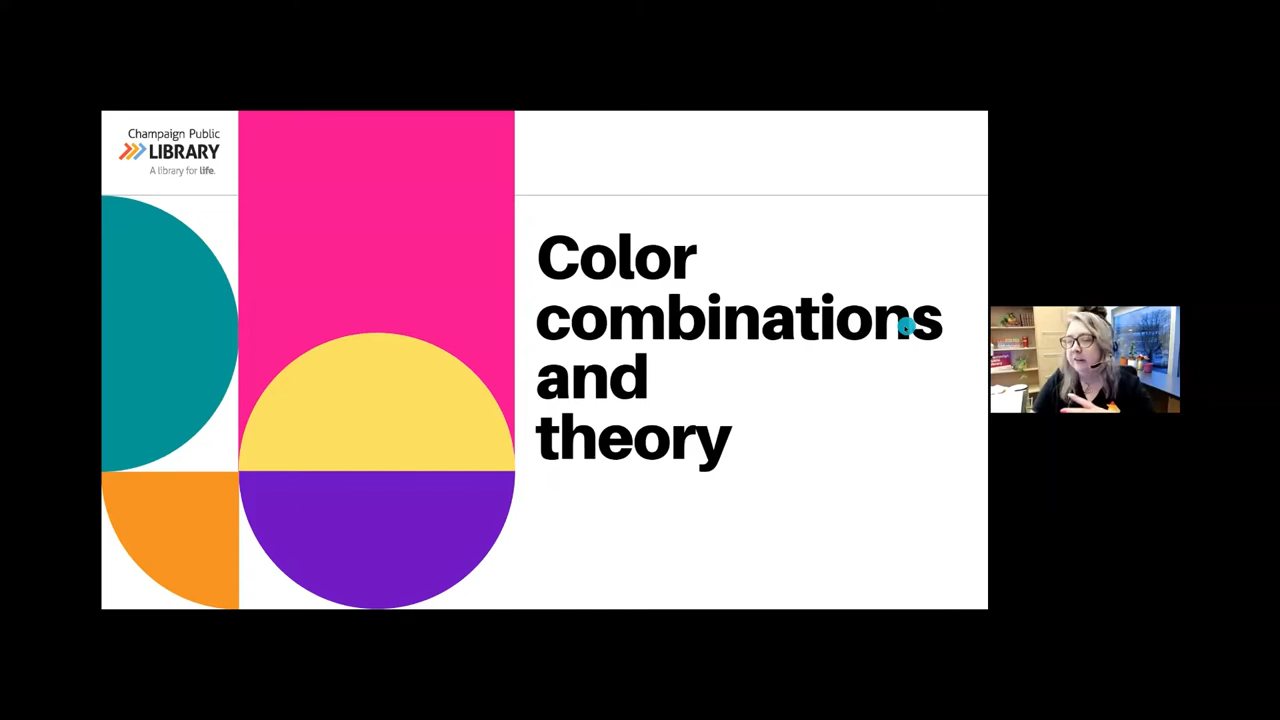 Champaign Public
LIBRARY
A library for life.
Color
combinations
and
theory